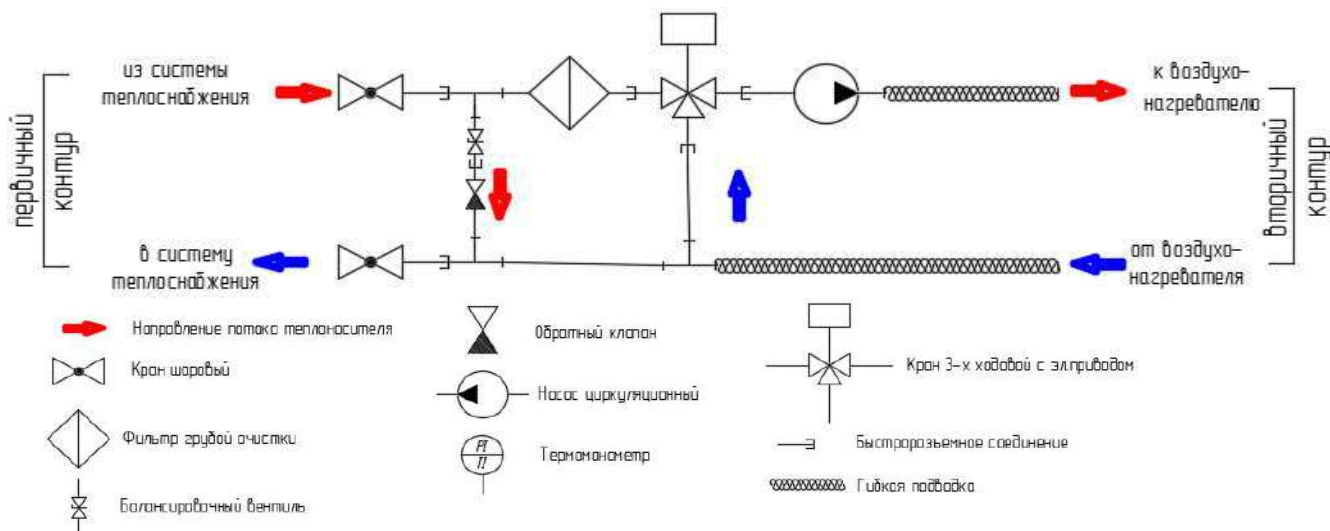 первичный
контур
из системы
теплоснабжения
к воздухо-
нагревателю
в систему
теплоснабжения
от воздухо-
нагревателя
вторичный
контур
Направление потока теплоносителя
Кран шаровый
Фильтр грубой очистки
Балансировочный вентиль
Обратный клапан
Насос циркуляционный
PI
TI
Термоманометр
Кран 3-х ходовой с эл.приводом
Быстроразъемное соединение
Гибкая подводка